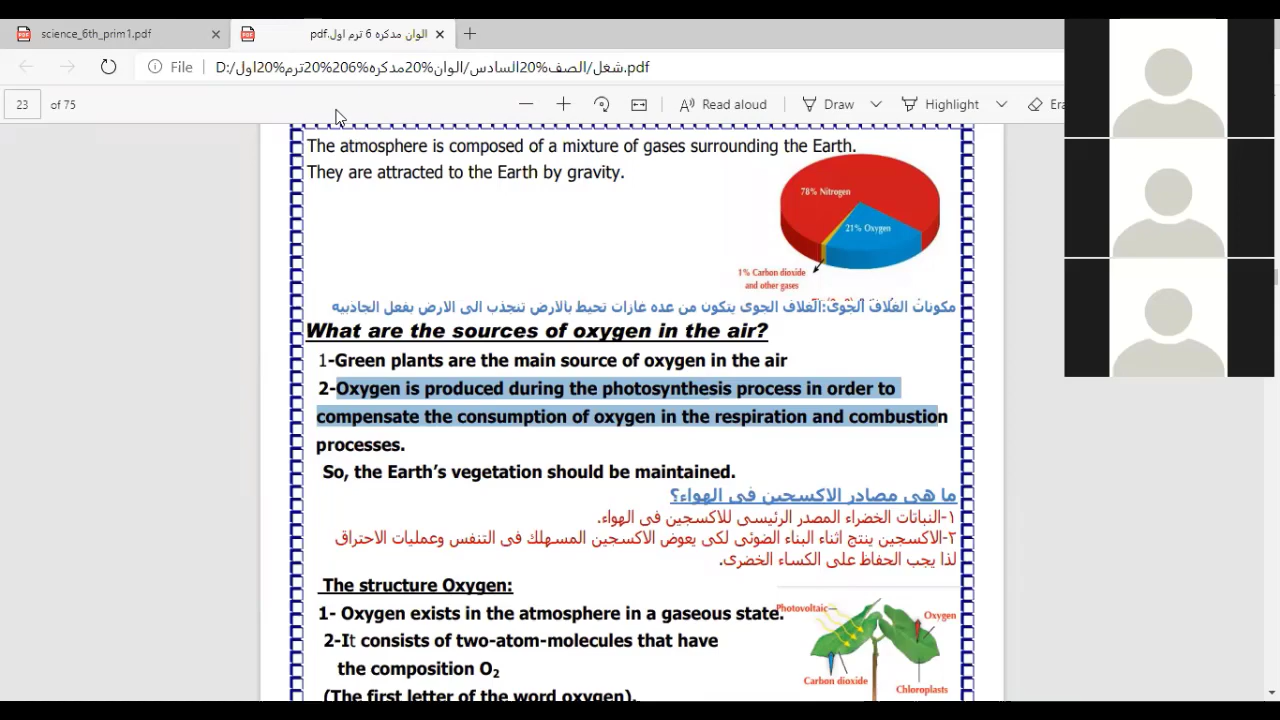 science_6th_prim1.pdf
الوان مذكره 6 ترم اول.pdf
File D:/شغل/الصف%20السادس/الوان%20مذكره%206%20ترم%20اول.pdf
23 of 75 Read aloud Draw Highlight Era
The atmosphere is composed of a mixture of gases surrounding the Earth.
They are attracted to the Earth by gravity.
78% Nitrogen
21% Oxygen
1% Carbon dioxide
and other gases
مكونات الغلاف الجوى:الغلاف الجوى يتكون من عده غازات تحيط بالارض تنجذب الى الارض بفعل الجاذبيه
What are the sources of oxygen in the air?
1-Green plants are the main source of oxygen in the air
2-Oxygen is produced during the photosynthesis process in order to
compensate the consumption of oxygen in the respiration and combustion
processes.
So, the Earth’s vegetation should be maintained.
ما هى مصادر الاكسجين فى الهواء؟
١-النباتات الخضراء المصدر الرئيسى للاكسجين فى الهواء.
٢-الاكسجين ينتج اثناء البناء الضوئى لكى يعوض الاكسجين المسهلك فى التنفس وعمليات الاحتراق
لذا يجب الحفاظ على الكساء الخضرى.
The structure Oxygen:
1- Oxygen exists in the atmosphere in a gaseous state.
2-It consists of two-atom-molecules that have
the composition O₂
(The first letter of the word oxygen).
Photovoltaic
Oxygen
Carbon dioxide
Chloroplasts